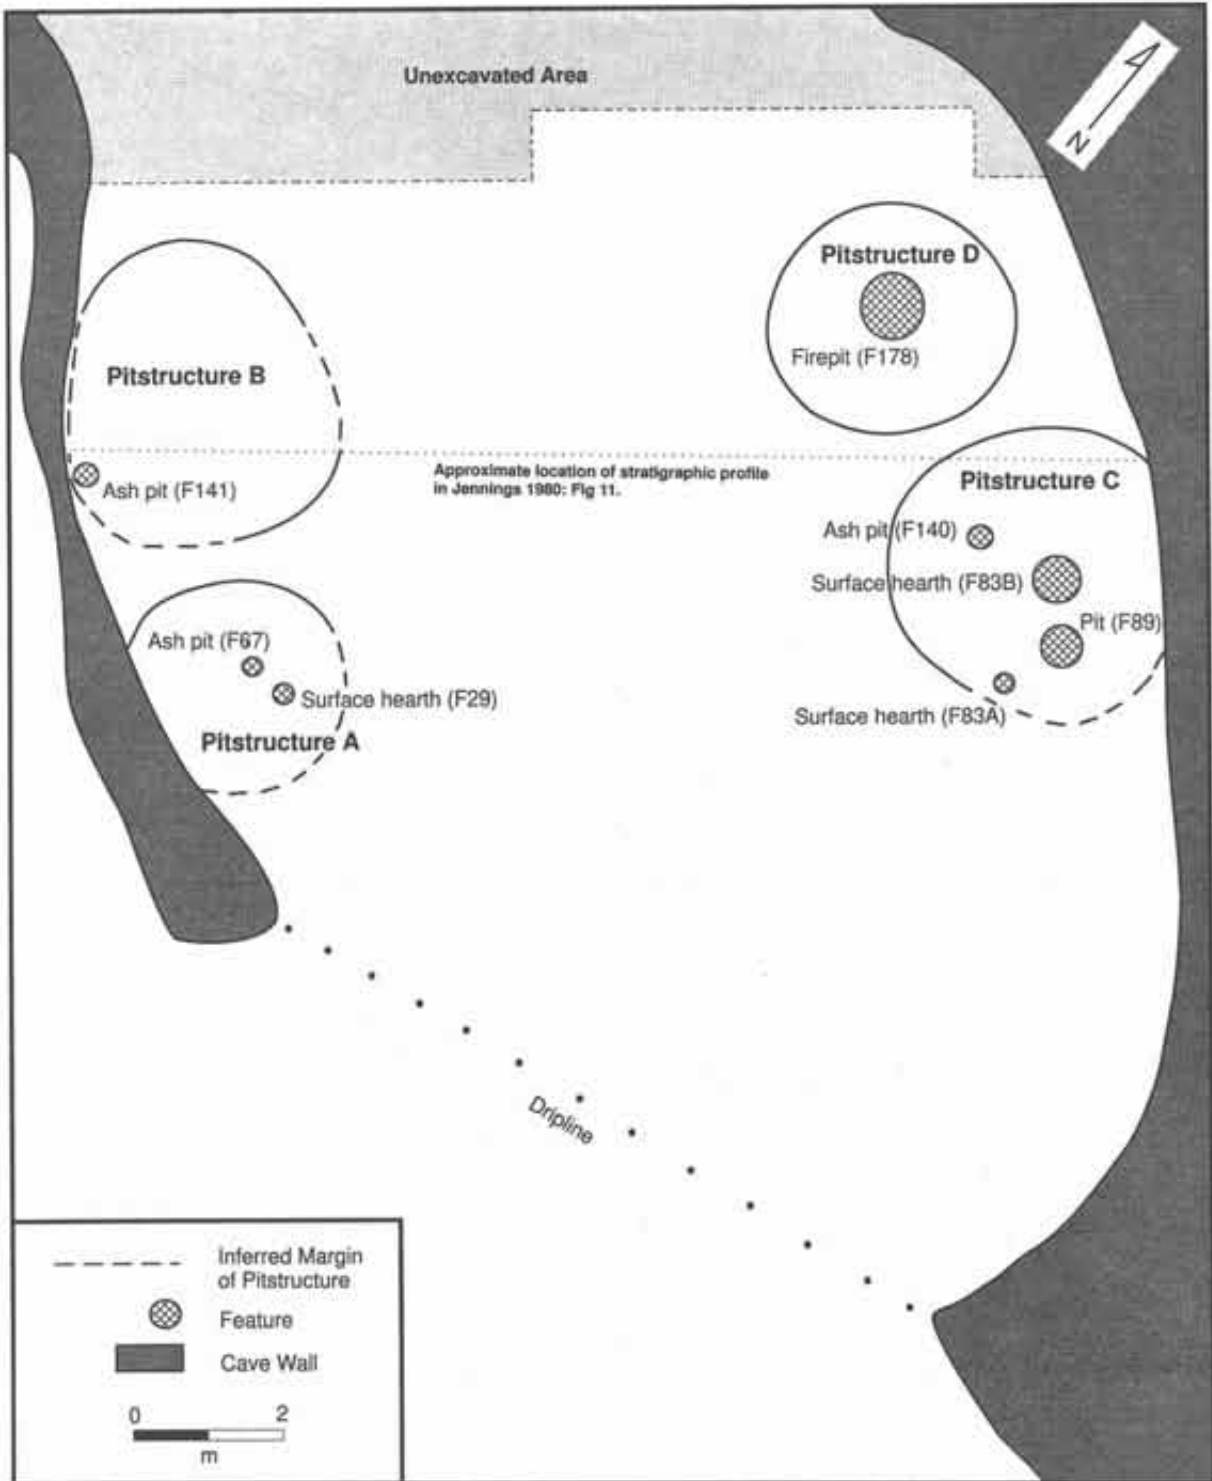 Unexcavated Area
N
Pitstructure D
Firepit (F178)
Pitstructure B
Approximate location of stratigraphic profile
in Jennings 1980: Fig 11.
Pitstructure C
Ash pit (F141)
Ash pit (F140)
Surface hearth (F83B)
Pit (F89)
Ash pit (F67)
Surface hearth (F29)
Surface hearth (F83A)
Pitstructure A
Dripline
Inferred Margin
of Pitstructure
Feature
Cave Wall
0 2
m